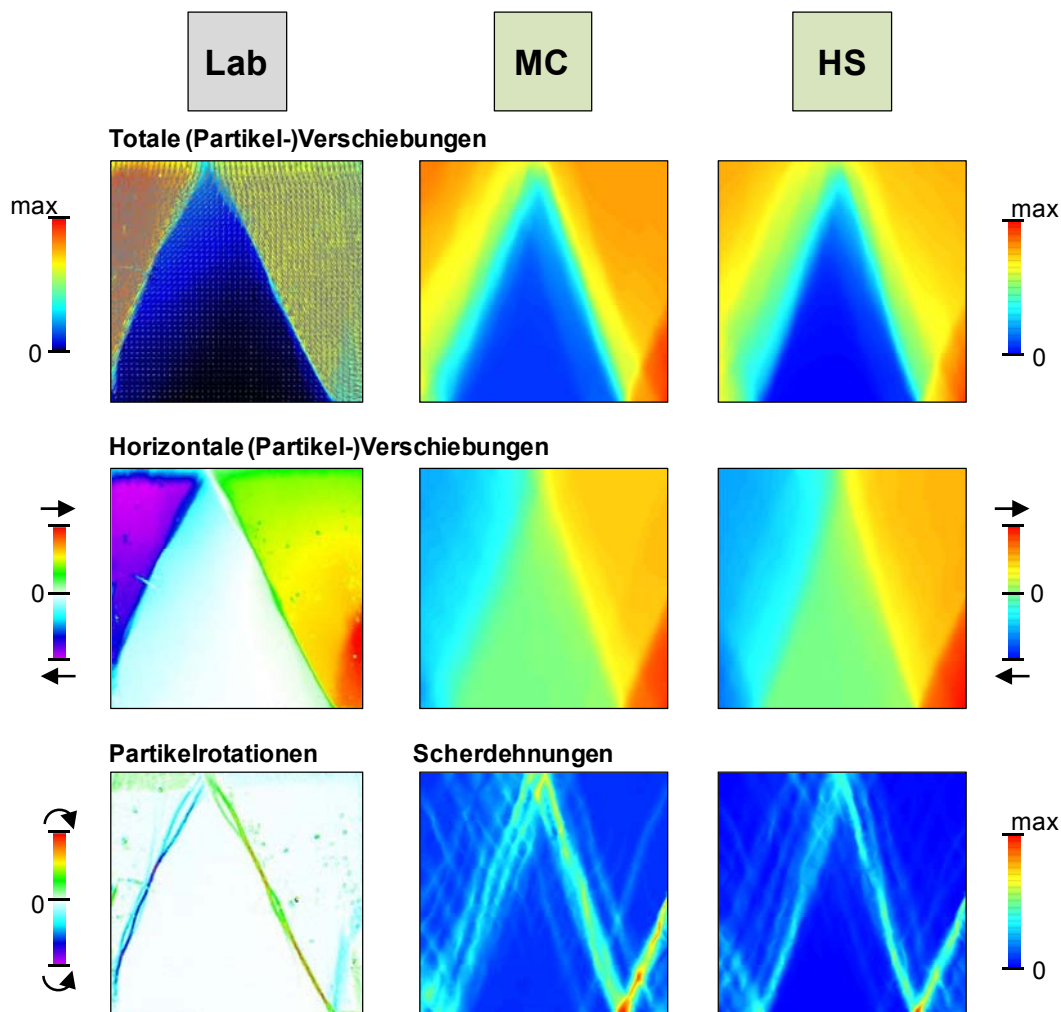 Lab MC HS
Totale (Partikel-)Verschiebungen
max max
0 0
Horizontale (Partikel-)Verschiebungen
0 0
Partikelrotationen Scherdehnungen
max
0
0